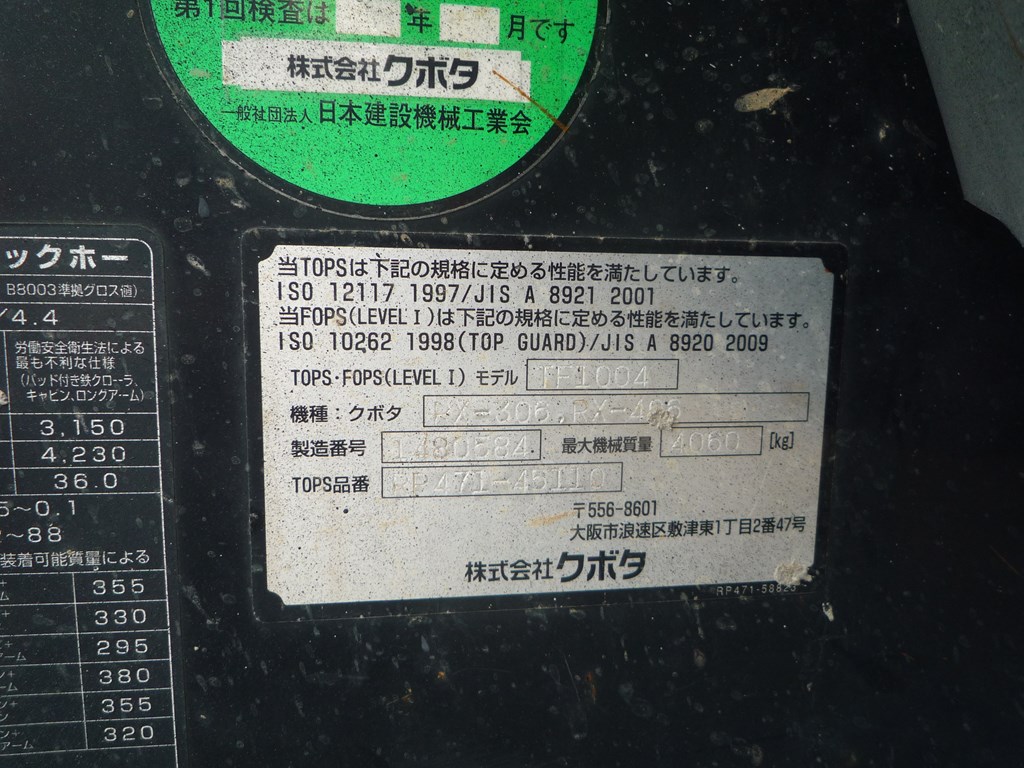 第1回検査は 年 月です
株式会社クボタ
一般社団法人 日本建設機械工業会
ックホー
B8003準拠グロス値)
/4.4
労働安全衛生法による
最も不利な仕様
(パッド付き鉄クローラ、
キャビン、ロングアーム)
3,150
4,230
36.0
5～0.1
～88
装着可能質量による
355
330
295
380
355
320
当TOPSは下記の規格に定める性能を満たしています。
ISO 12117 1997/JIS A 8921 2001
当FOPS(LEVEL I)は下記の規格に定める性能を満たしています。
ISO 10262 1998(TOP GUARD)/JIS A 8920 2009
TOPS・FOPS(LEVEL I) モデル TF1004
機種：クボタ RX-306,RX-406
製造番号 1480584 最大機械質量 4060 [kg]
TOPS品番 RP471-45110
〒556-8601
大阪市浪速区敷津東1丁目2番47号
株式会社クボタ